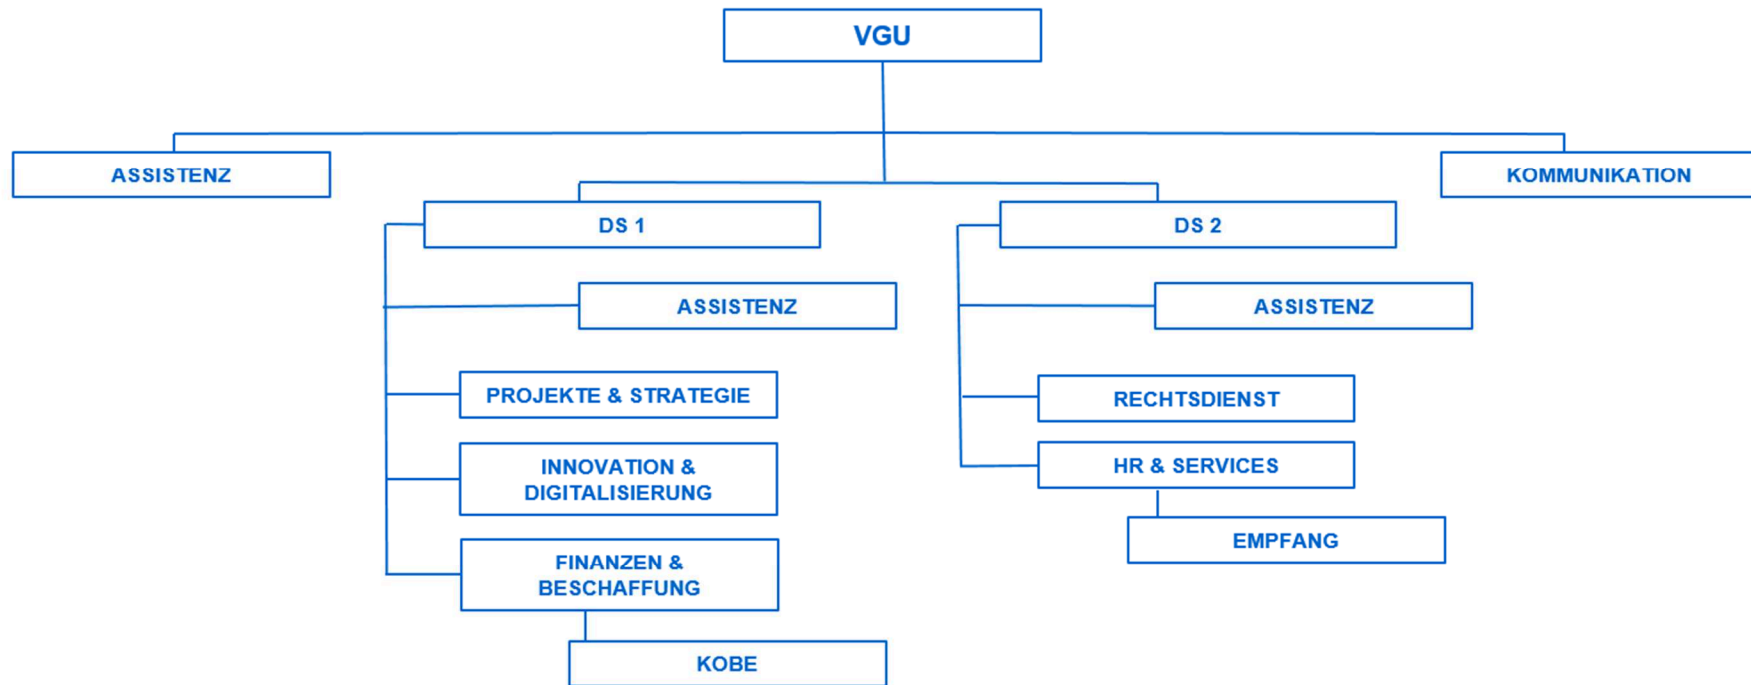 VGU
ASSISTENZ
KOMMUNIKATION
DS 1
DS 2
ASSISTENZ
ASSISTENZ
PROJEKTE & STRATEGIE
RECHTSDIENST
INNOVATION &
DIGITALISIERUNG
HR & SERVICES
EMPFANG
FINANZEN &
BESCHAFFUNG
KOBE